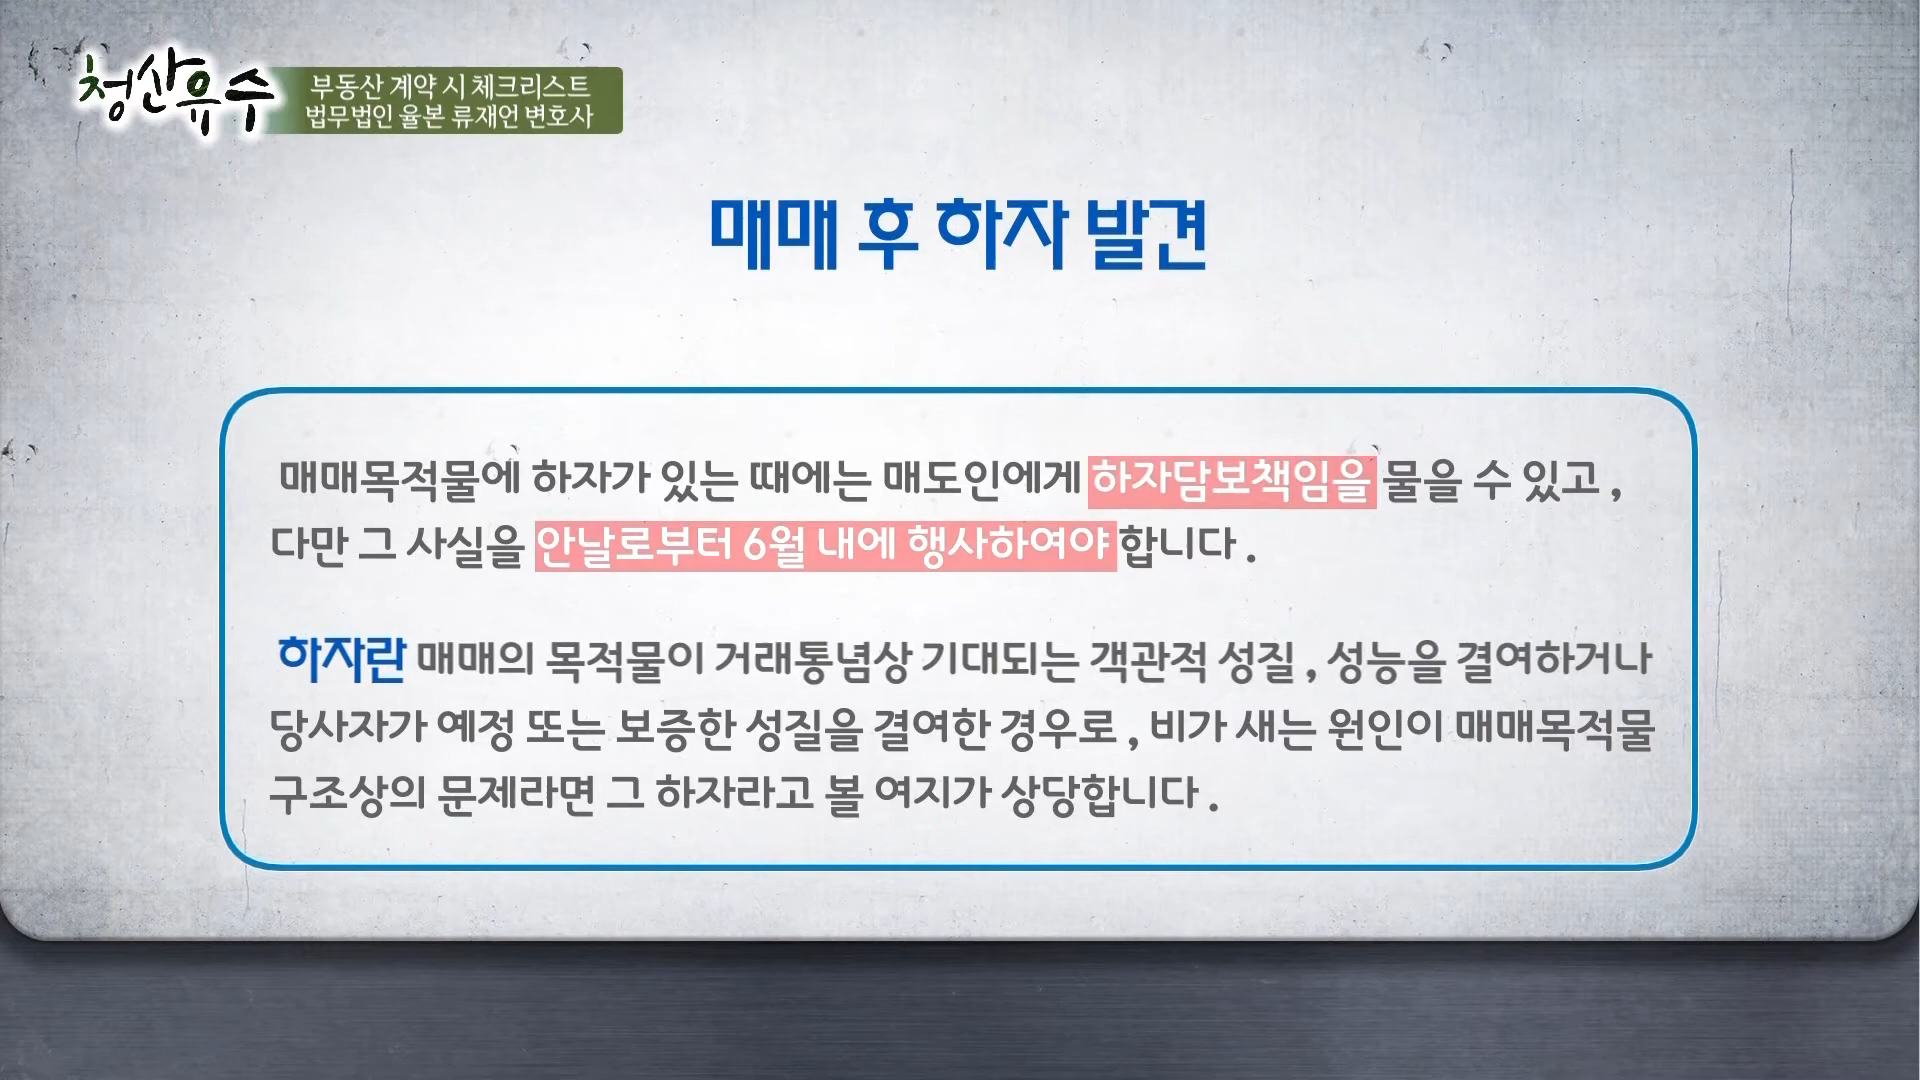 청산유수
부동산 계약 시 체크리스트
법무법인 율본 류재언 변호사
매매 후 하자 발견
매매목적물에 하자가 있는 때에는 매도인에게 하자담보책임을 물을 수 있고 ,
다만 그 사실을 안날로부터 6월 내에 행사하여야 합니다 .
하자란 매매의 목적물이 거래통념상 기대되는 객관적 성질 , 성능을 결여하거나
당사자가 예정 또는 보증한 성질을 결여한 경우로 , 비가 새는 원인이 매매목적물
구조상의 문제라면 그 하자라고 볼 여지가 상당합니다 .